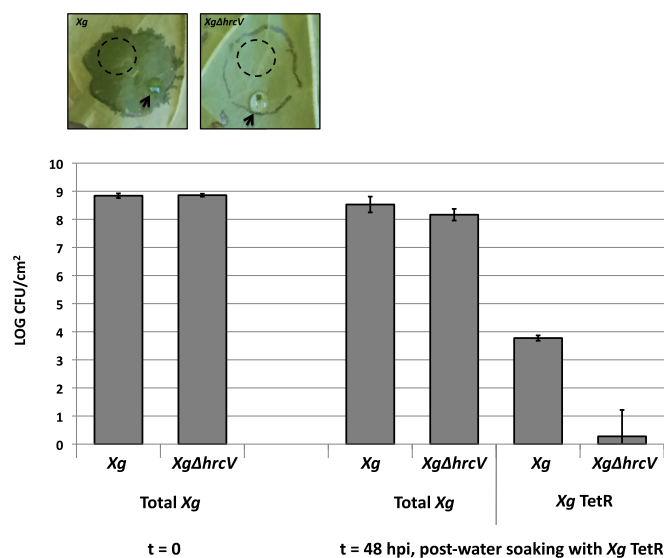 Xg
XgΔhrcV
10
9
8
7
6
5
4
3
2
1
0
LOG CFU/cm²
Xg XgΔhrcV Xg XgΔhrcV Xg XgΔhrcV
Total Xg Total Xg Xg TetR
t = 0 t = 48 hpi, post-water soaking with Xg TetR